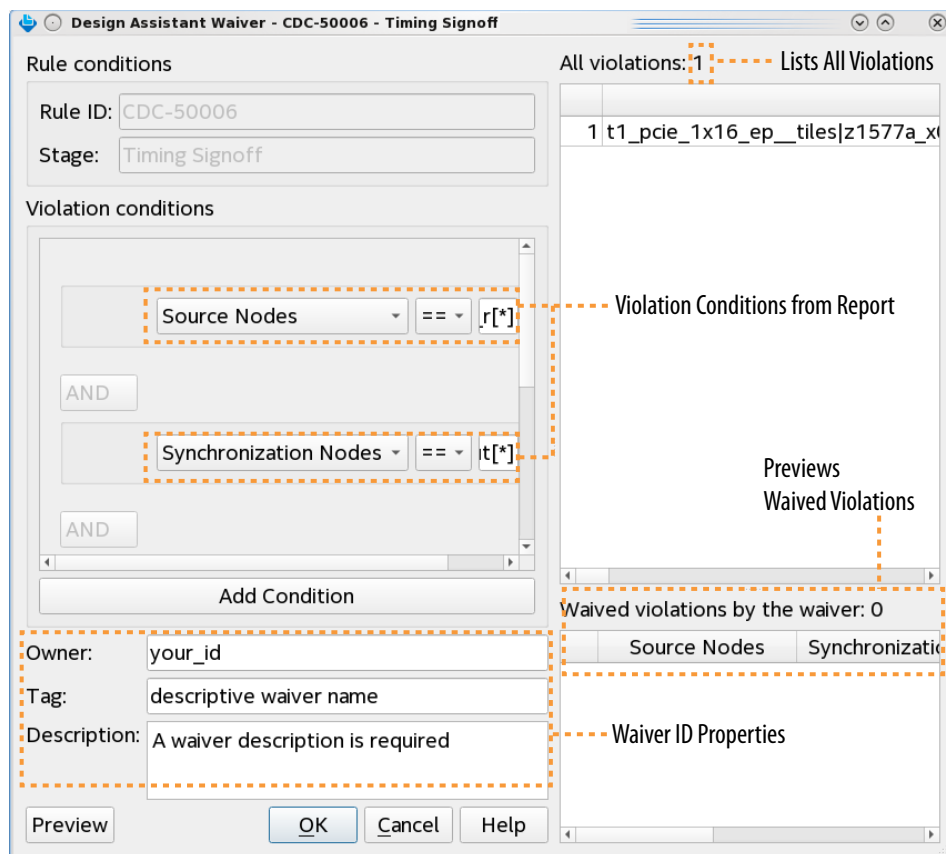 Design Assistant Waiver - CDC-50006 - Timing Signoff
Rule conditions
Rule ID: CDC-50006
Stage: Timing Signoff
Violation conditions
Source Nodes == _r[*]
AND
Synchronization Nodes == t[*]
AND
Add Condition
Owner: your_id
Tag: descriptive waiver name
Description: A waiver description is required
Preview OK Cancel Help
All violations: 1
Lists All Violations
1 t1_pcie_1x16_ep__tiles|z1577a_x
Violation Conditions from Report
Previews
Waived Violations
Waived violations by the waiver: 0
Source Nodes Synchronizatio
Waiver ID Properties